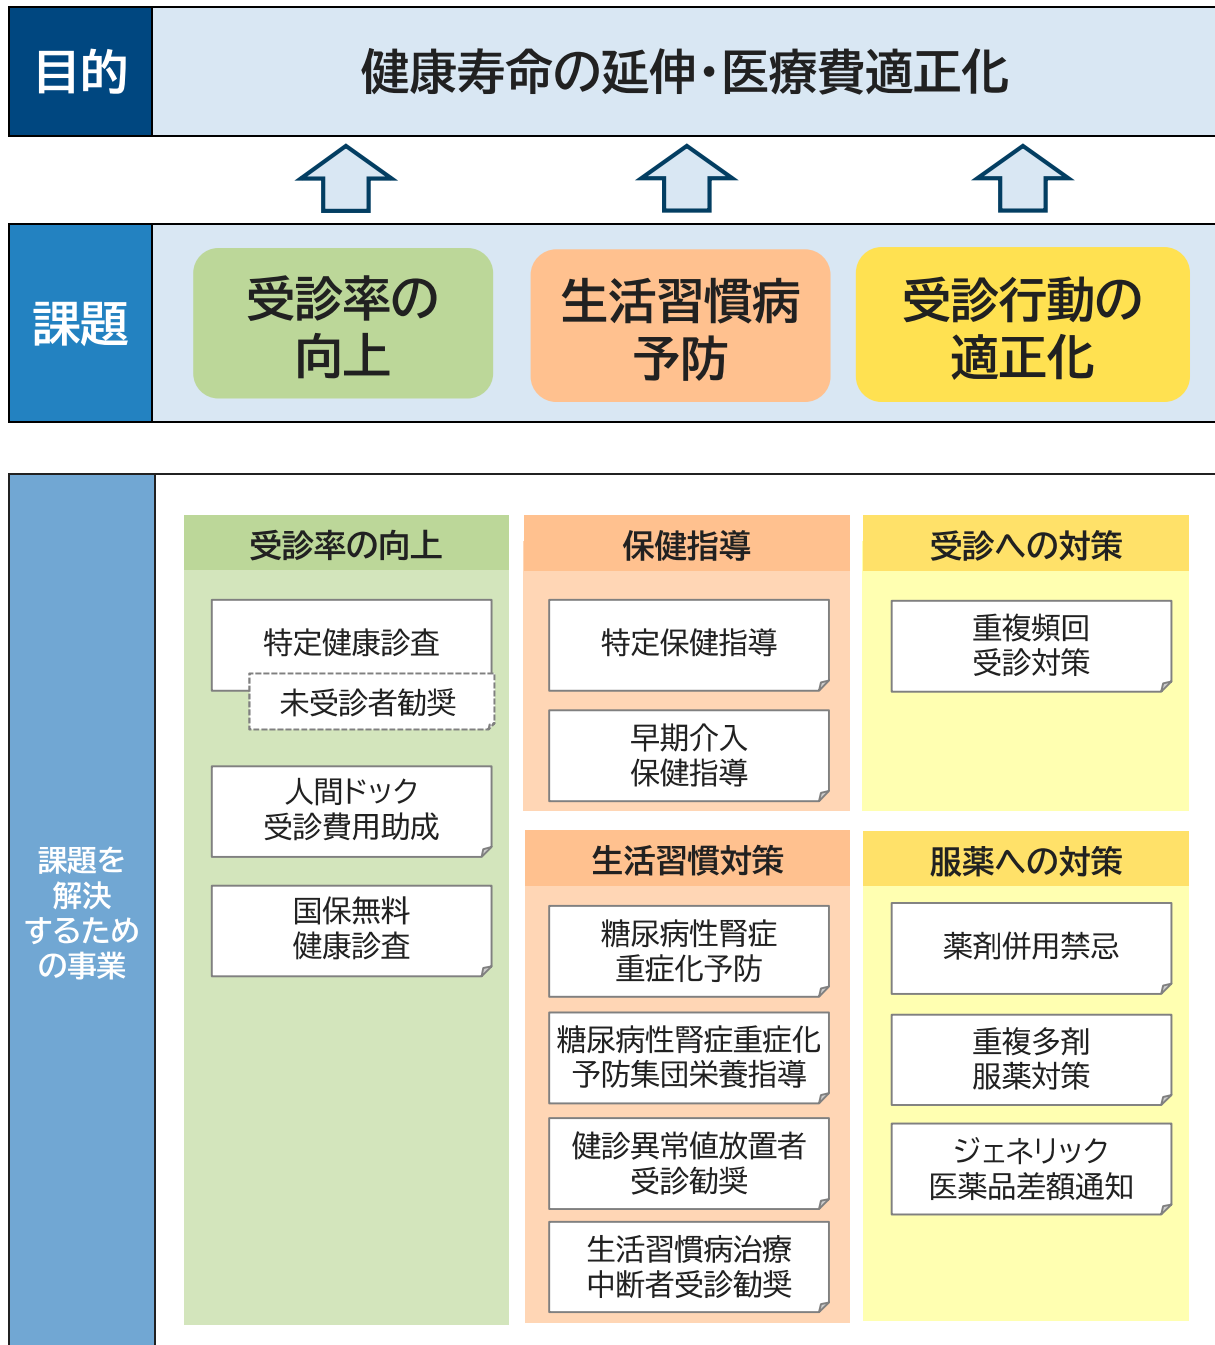 目的
健康寿命の延伸・医療費適正化
課題
受診率の
向上
生活習慣病
予防
受診行動の
適正化
課題を
解決
するため
の事業
受診率の向上
特定健康診査
未受診者勧奨
人間ドック
受診費用助成
国保無料
健康診査
保健指導
特定保健指導
早期介入
保健指導
生活習慣対策
糖尿病性腎症
重症化予防
糖尿病性腎症重症化
予防集団栄養指導
健診異常値放置者
受診勧奨
生活習慣病治療
中断者受診勧奨
受診への対策
重複頻回
受診対策
服薬への対策
薬剤併用禁忌
重複多剤
服薬対策
ジェネリック
医薬品差額通知